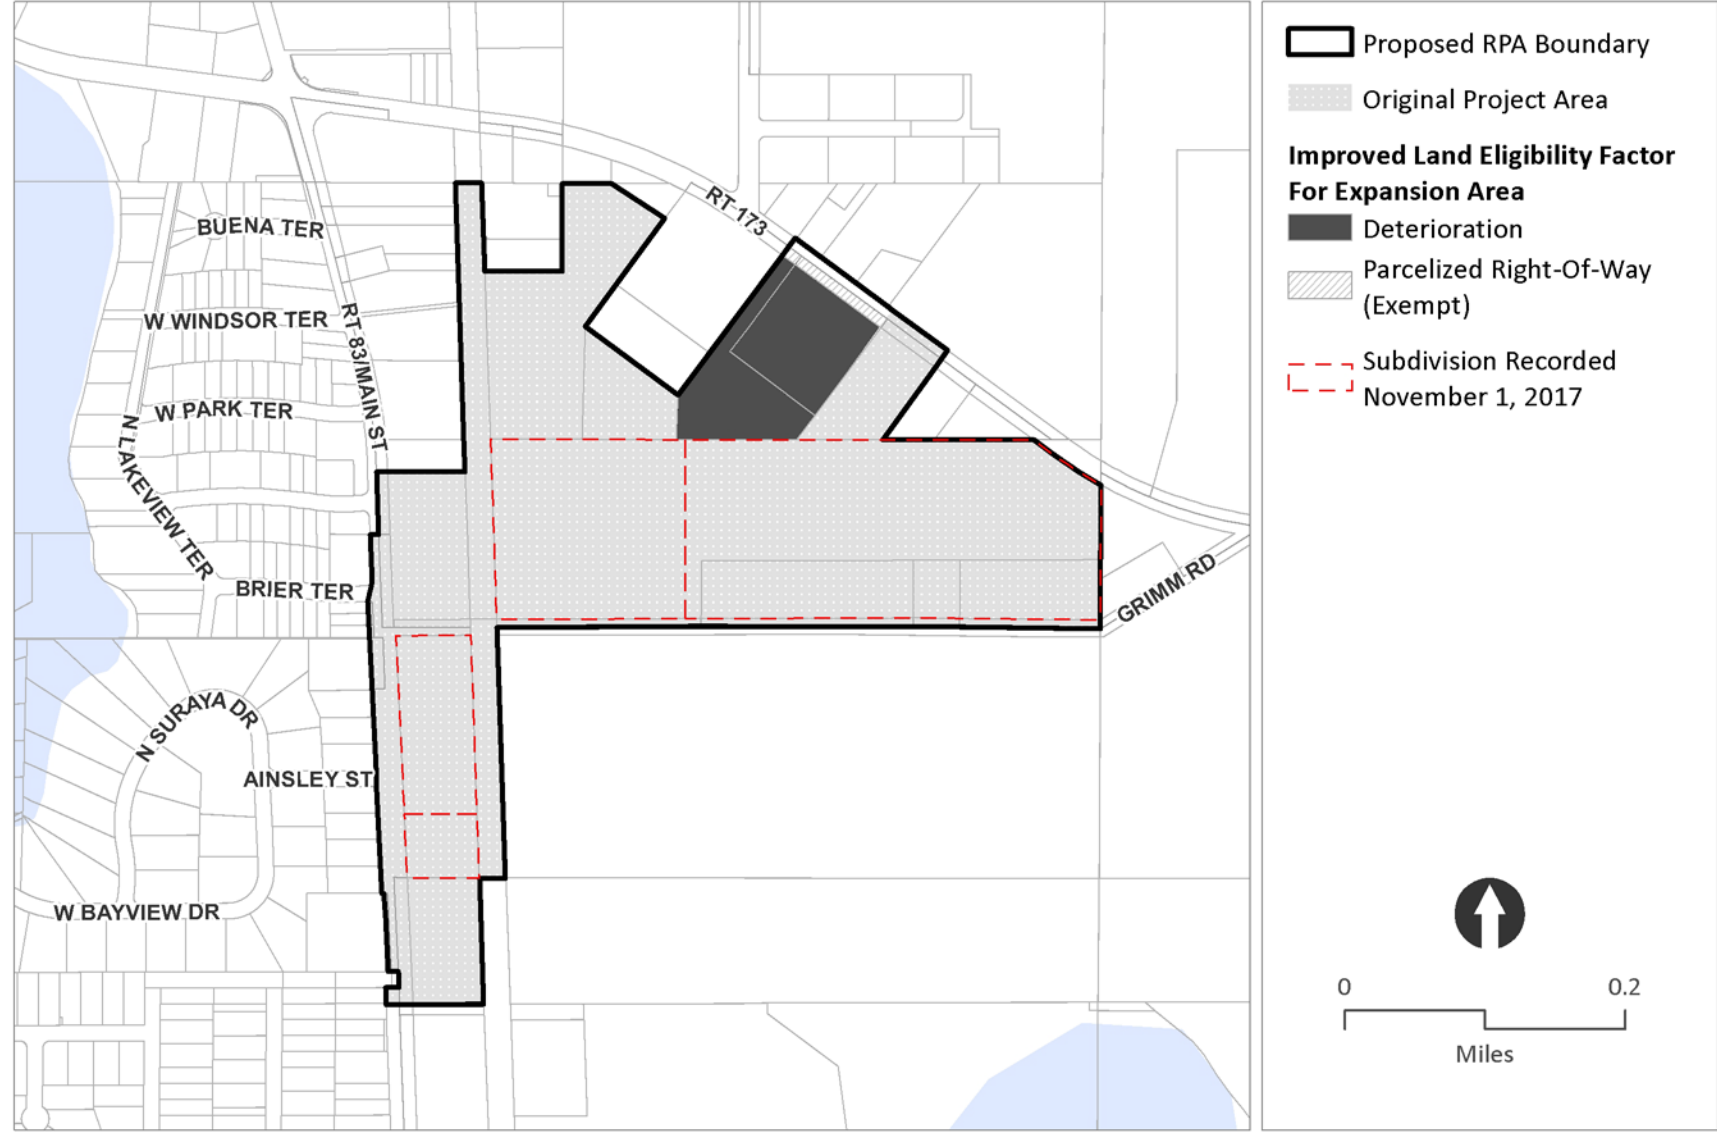 Proposed RPA Boundary
Original Project Area
Improved Land Eligibility Factor
For Expansion Area
Deterioration
Parcelized Right-Of-Way
(Exempt)
Subdivision Recorded
November 1, 2017
RT 173
BUENA TER
W WINDSOR TER
RT 83/MAIN ST
W PARK TER
N LAKEVIEW TER
BRIER TER
GRIMM RD
N SURAYA DR
AINSLEY ST
W BAYVIEW DR
0 0.2
Miles